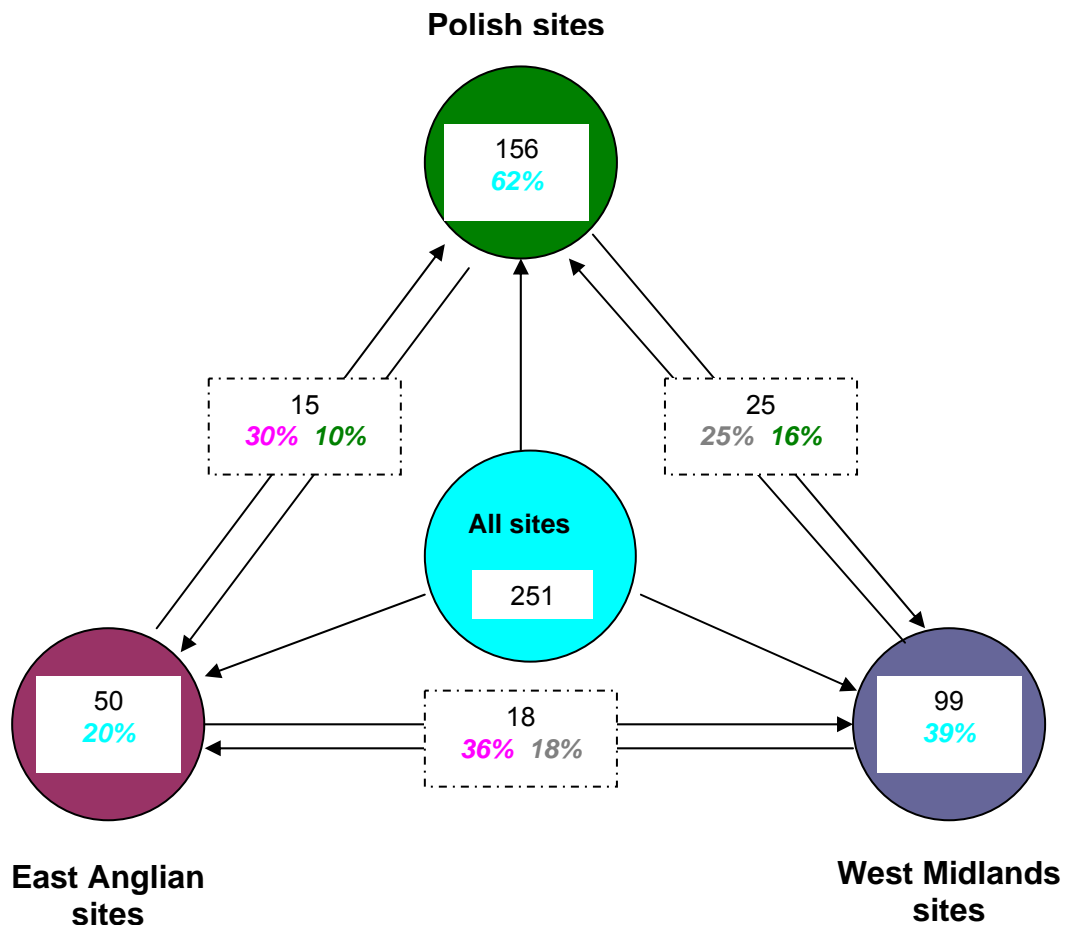 Polish sites
156
62%
15
30% 10%
25
25% 16%
All sites
251
50
20%
18
36% 18%
99
39%
East Anglian
sites
West Midlands
sites